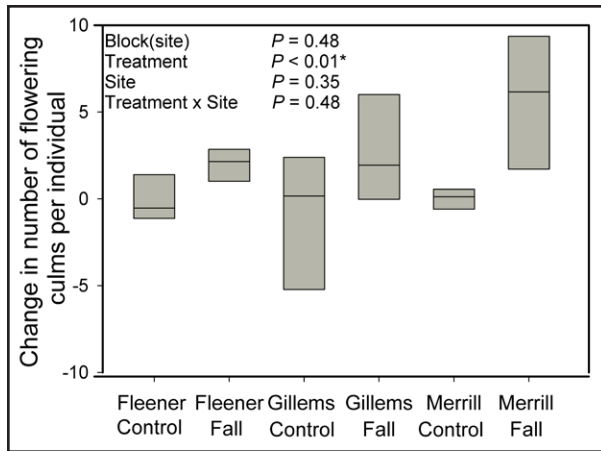 Change in number of flowering
culms per individual
10
5
0
-5
-10
Block(site) P = 0.48
Treatment P < 0.01*
Site P = 0.35
Treatment x Site P = 0.48
Fleener Fleener Gillems Gillems Merrill Merrill
Control Fall Control Fall Control Fall